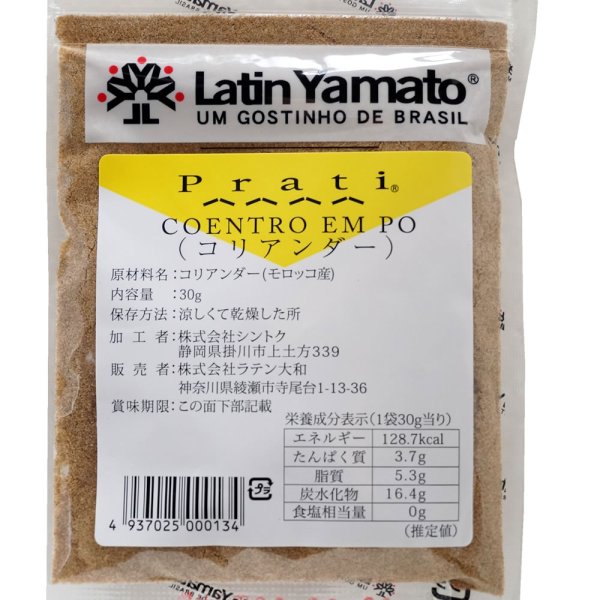 Latin Yamato®
UM GOSTINHO DE BRASIL
Prati®
COENTRO EM PO
(コリアンダー)
原材料名:コリアンダー(モロッコ産)
内容量 :30g
保存方法:涼しくて乾燥した所
加工者:株式会社シントク
静岡県掛川市上土方339
販売者:株式会社ラテン大和
神奈川県綾瀬市寺尾台1-13-36
賞味期限:この面下部記載
栄養成分表示(1袋30g当り)
エネルギー 128.7kcal
たんぱく質 3.7g
脂質 5.3g
炭水化物 16.4g
食塩相当量 0g
(推定値)
プラ
4 937025 000134
Latin Yamato